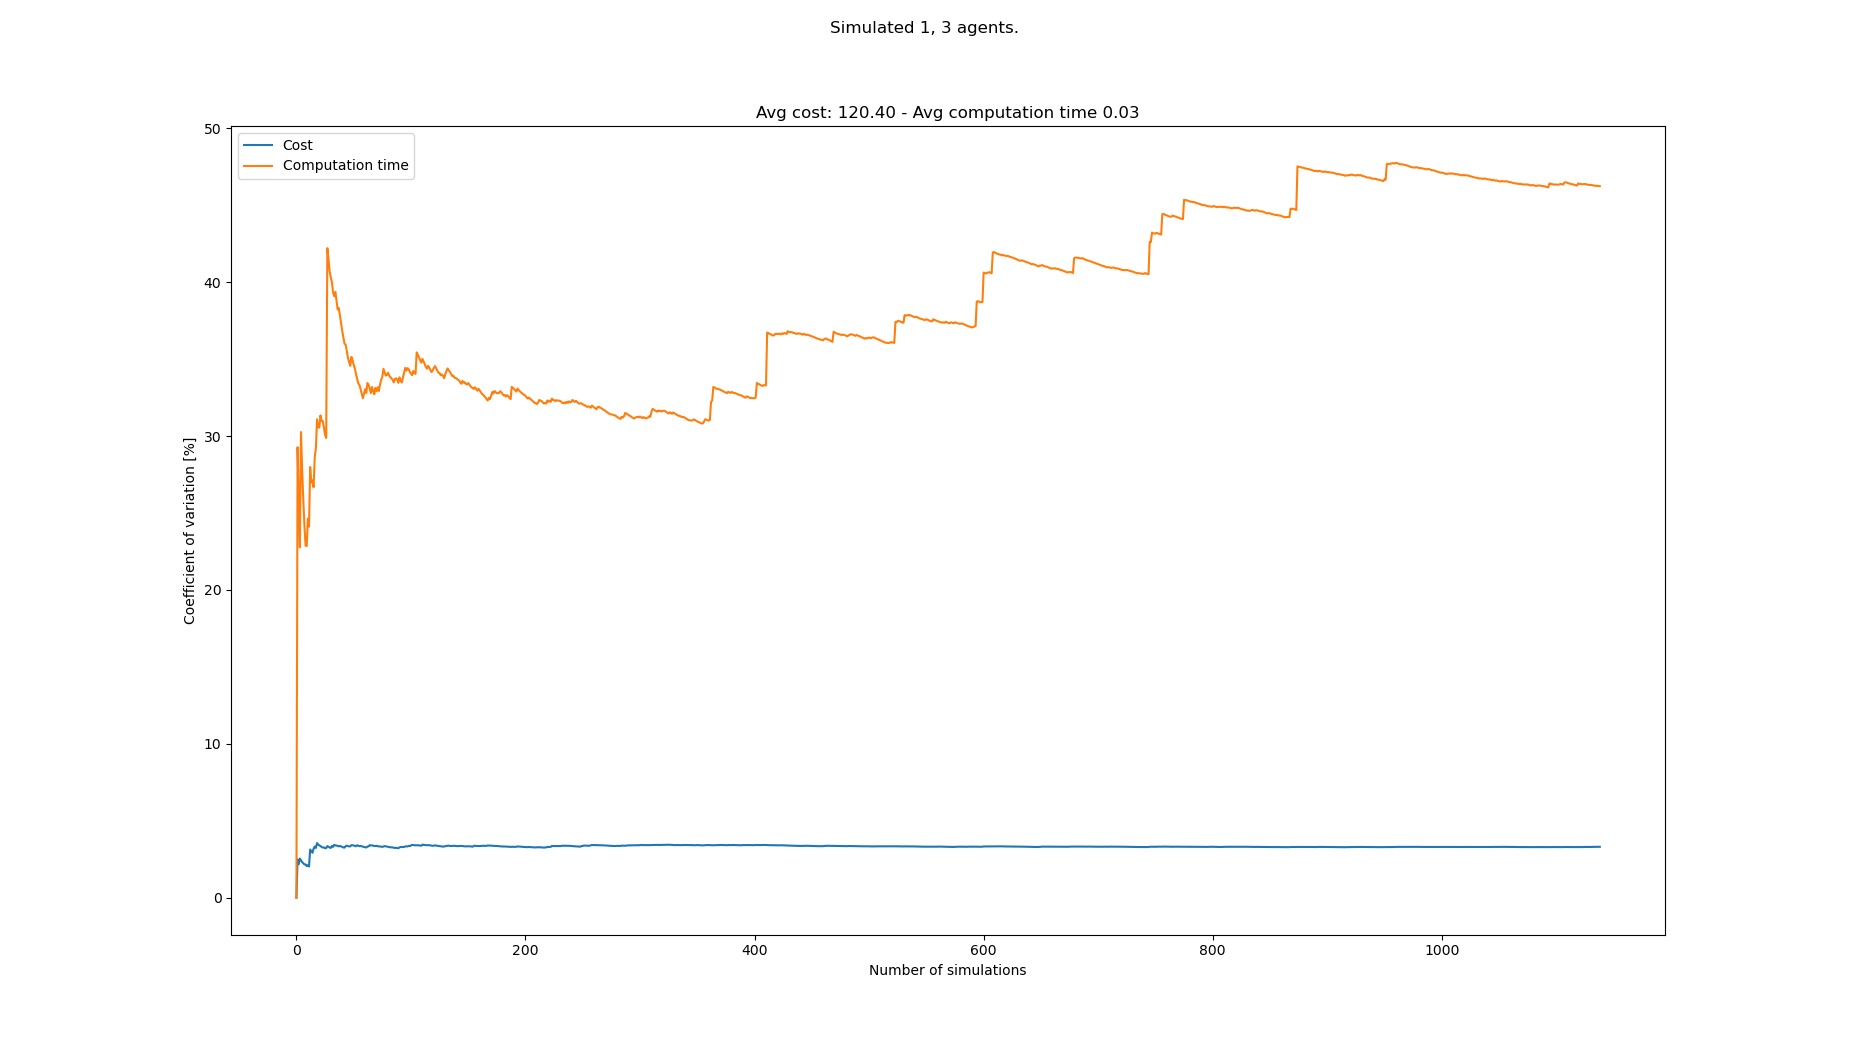 Simulated 1, 3 agents.
Avg cost: 120.40 - Avg computation time 0.03
Cost
Computation time
Coefficient of variation [%]
50
40
30
20
10
0
0 200 400 600 800 1000
Number of simulations